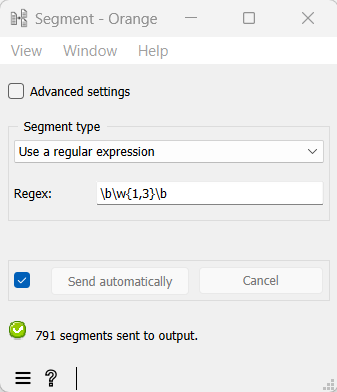 Segment - Orange
View Window Help
Advanced settings
Segment type
Use a regular expression
Regex: \b\w{1,3}\b
Send automatically Cancel
791 segments sent to output.
?